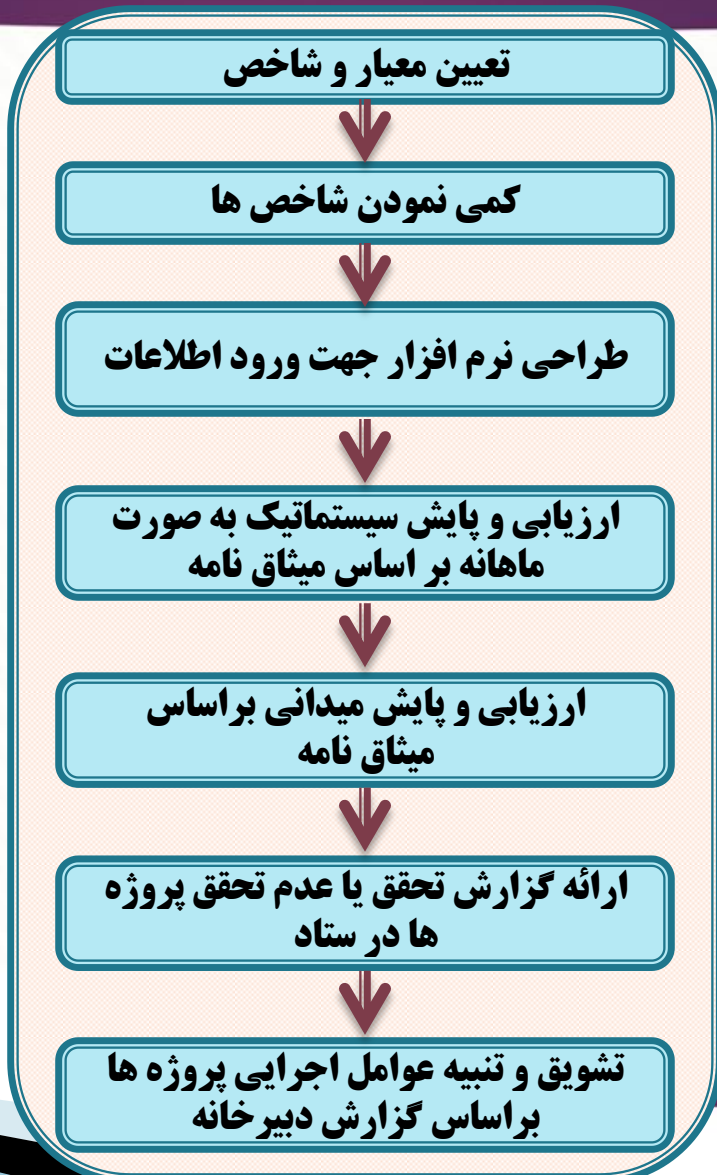 تعیین معیار و شاخص
کمی نمودن شاخص ها
طراحی نرم افزار جهت ورود اطلاعات
ارزیابی و پایش سیستماتیک به صورت
ماهانه بر اساس میثاق نامه
ارزیابی و پایش میدانی براساس
میثاق نامه
ارائه گزارش تحقق یا عدم تحقق پروژه
ها در ستاد
تشویق و تنبیه عوامل اجرایی پروژه ها
براساس گزارش دبیرخانه